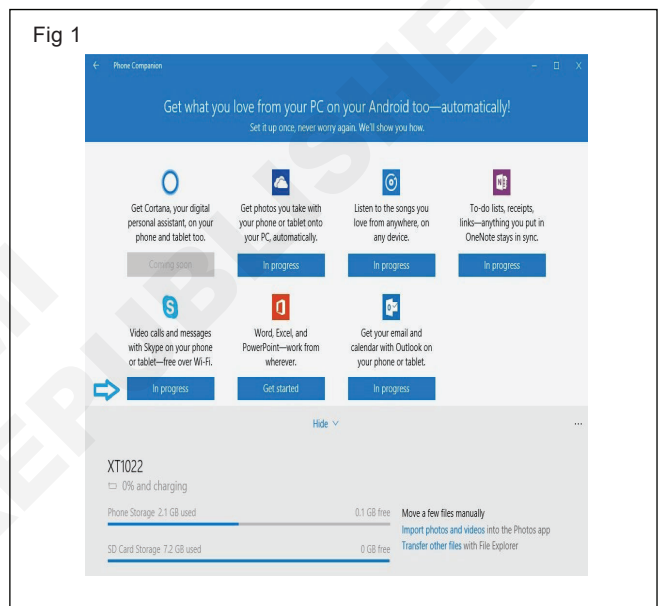 Fig 1
Phone Companion
Get what you love from your PC on your Android too—automatically!
Set it up once, never worry again. We'll show you how.
Get Cortana, your digital
personal assistant, on your
phone and tablet too.
Coming soon
Get photos you take with
your phone or tablet onto
your PC, automatically.
In progress
Listen to the songs you
love from anywhere, on
any device.
In progress
N
To-do lists, receipts,
links—anything you put in
OneNote stays in sync.
In progress
S
Video calls and messages
with Skype on your phone
or tablet—free over Wi-Fi.
In progress
Word, Excel, and
PowerPoint—work from
wherever.
Get started
Get your email and
calendar with Outlook on
your phone or tablet.
In progress
Hide
...
XT1022
0% and charging
Phone Storage 2.1 GB used
0.1 GB free
SD Card Storage 7.2 GB used
0 GB free
Move a few files manually
Import photos and videos into the Photos app
Transfer other files with File Explorer